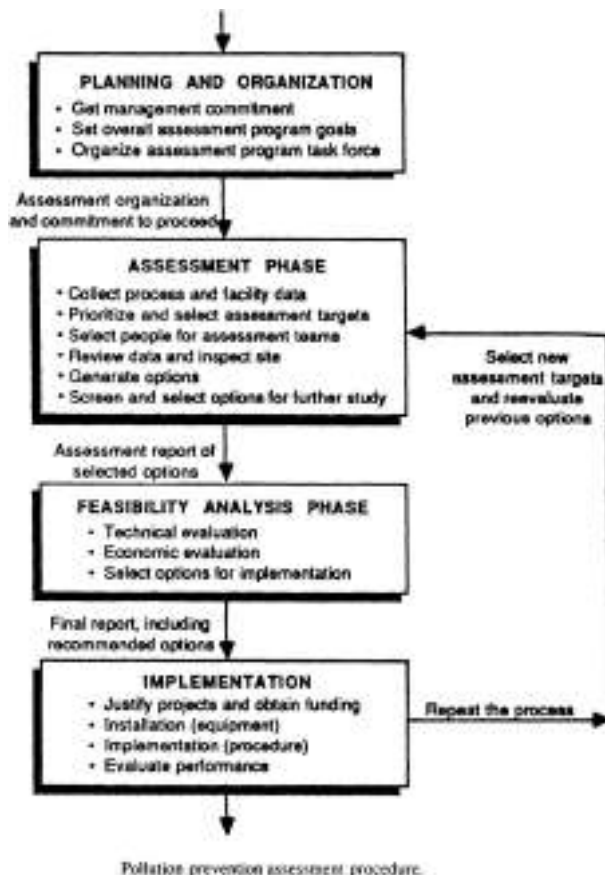 PLANNING AND ORGANIZATION
• Get management commitment
• Set overall assessment program goals
• Organize assessment program task force
Assessment organization
and commitment to proceed
ASSESSMENT PHASE
• Collect process and facility data
• Prioritize and select assessment targets
• Select people for assessment teams
• Review data and inspect site
• Generate options
• Screen and select options for further study
Select new
assessment targets
and reevaluate
previous options
Assessment report of
selected options
FEASIBILITY ANALYSIS PHASE
• Technical evaluation
• Economic evaluation
• Select options for implementation
Final report, including
recommended options
IMPLEMENTATION
• Justify projects and obtain funding
• Installation (equipment)
• Implementation (procedure)
• Evaluate performance
Repeat the process
Pollution prevention assessment procedure.